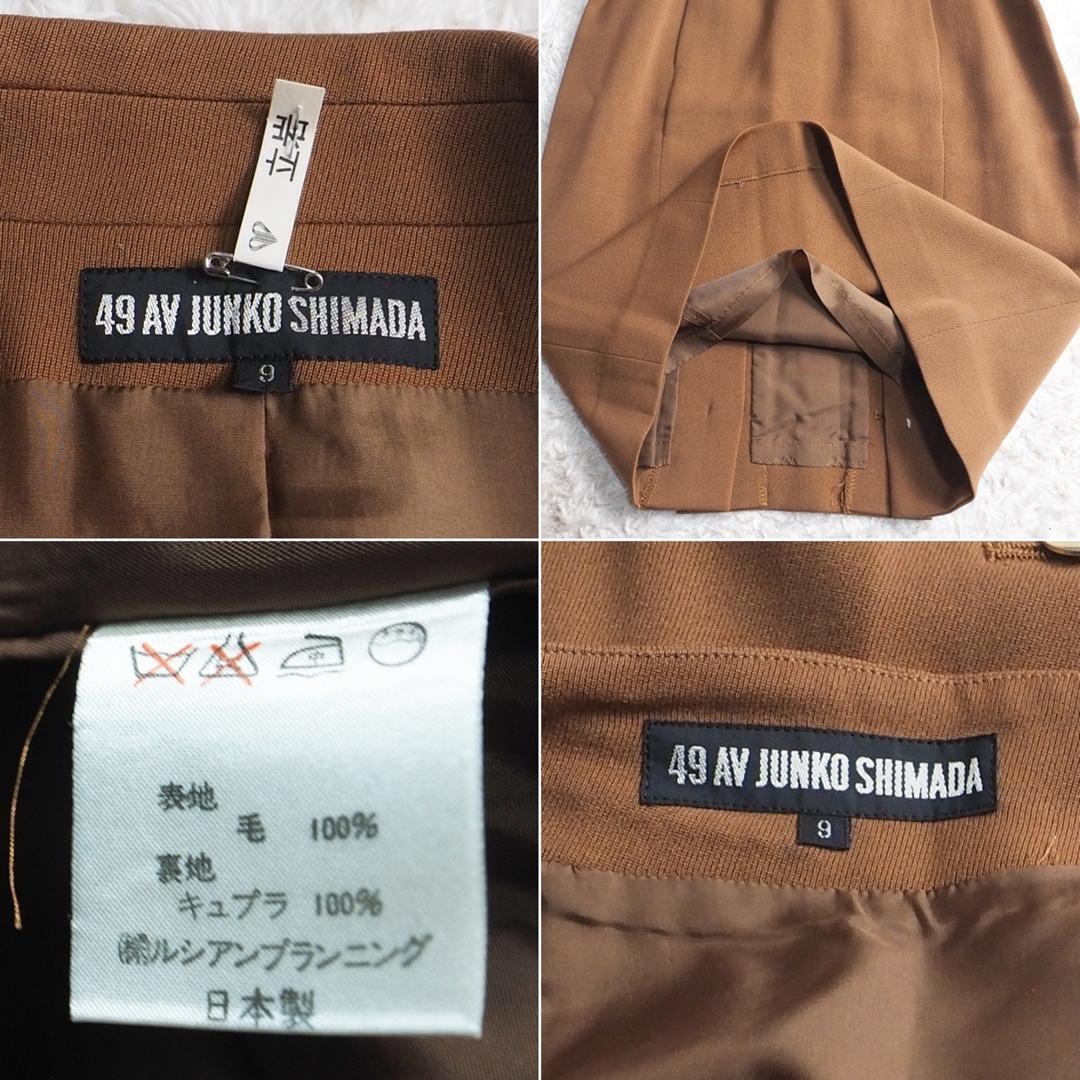 49 AV JUNKO SHIMADA
9
表地
毛 100%
裏地
キュプラ 100%
㈱ルシアンプランニング
日本製
49 AV JUNKO SHIMADA
9